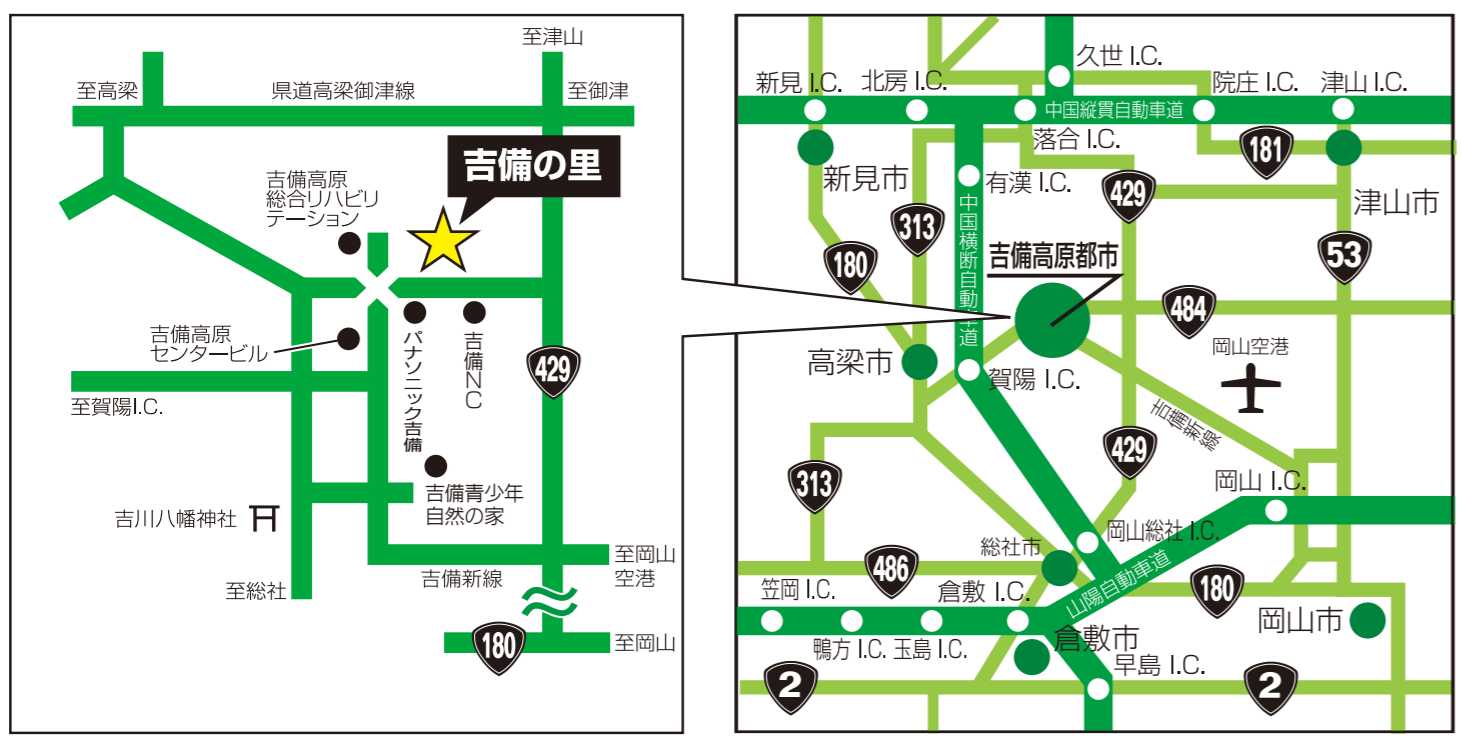 至津山
至高梁
県道高梁御津線
至御津
吉備の里
吉備高原
総合リハビリ
テーション
吉備高原
センタービル
パナソニック吉備
吉備NC
429
至賀陽I.C.
吉備青少年
自然の家
吉川八幡神社
至総社
吉備新線
至岡山
空港
180
至岡山
久世 I.C.
新見 I.C.
北房 I.C.
院庄 I.C.
津山 I.C.
中国縦貫自動車道
落合 I.C.
181
新見市
有漢 I.C.
429
津山市
313
中国横断自動車道
53
180
吉備高原都市
484
岡山空港
高梁市
賀陽 I.C.
吉備新線
429
313
岡山 I.C.
岡山総社 I.C.
総社市
486
山陽自動車道
180
笠岡 I.C.
倉敷 I.C.
岡山市
鴨方 I.C.
玉島 I.C.
倉敷市
早島 I.C.
2
2